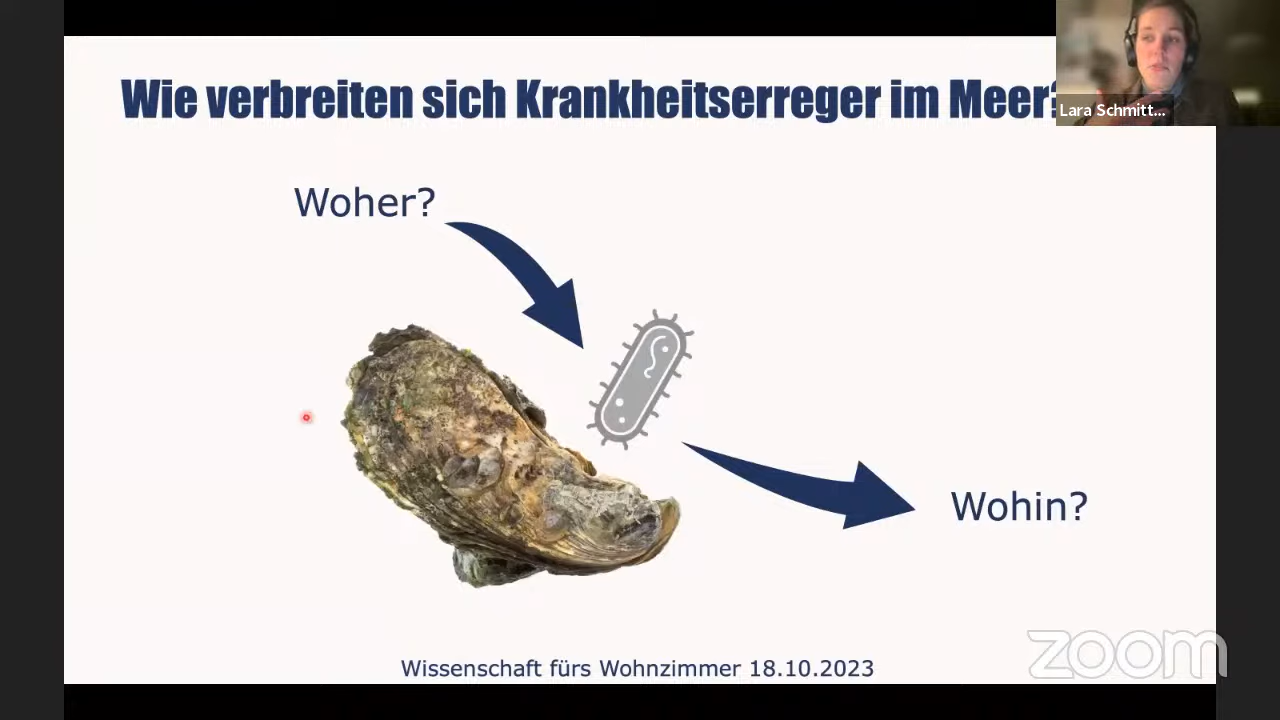 Wie verbreiten sich Krankheitserreger im Meer?
Lara Schmitt...
Woher?
Wohin?
Wissenschaft fürs Wohnzimmer 18.10.2023
zoom